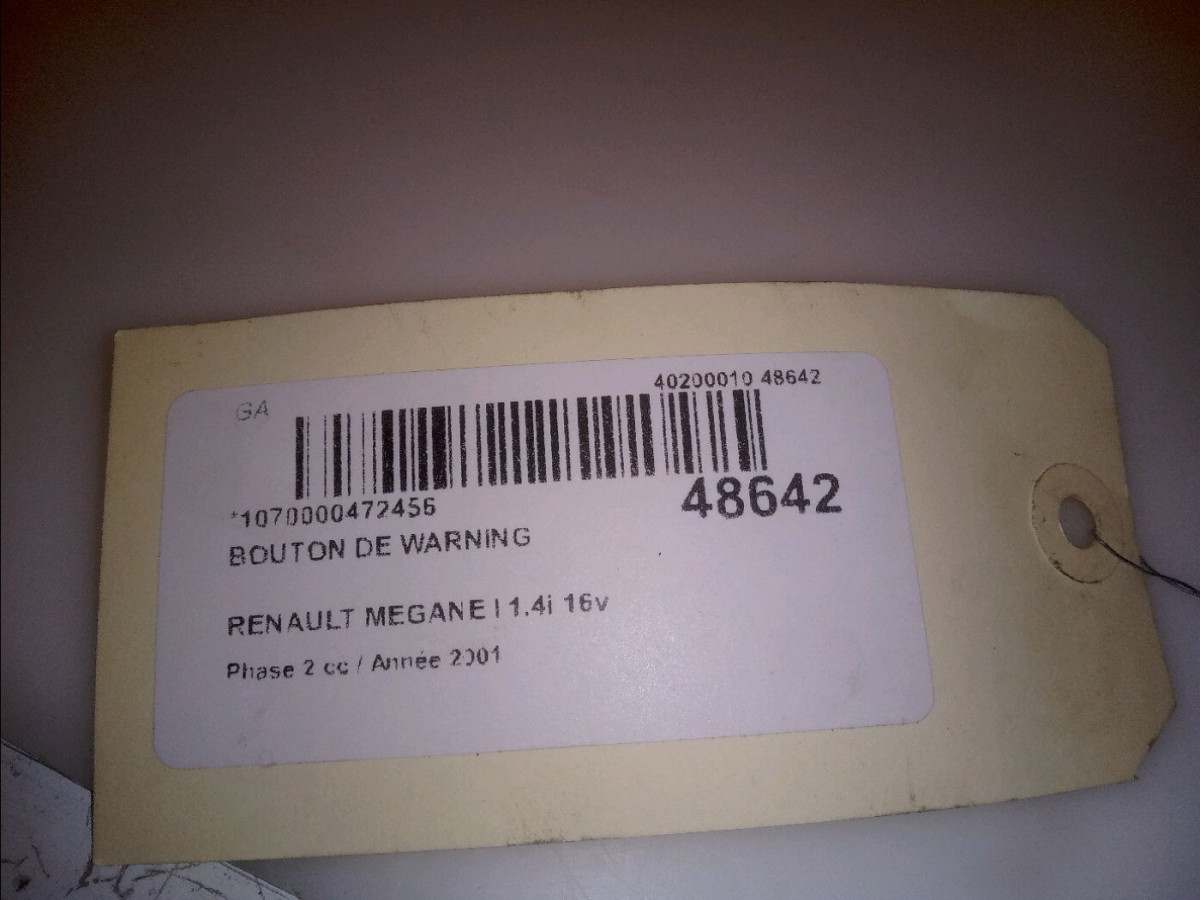 40200010 48642
GA
*1070000472456
48642
BOUTON DE WARNING
RENAULT MEGANE I 1.4i 16v
Phase 2 cc / Année 2001